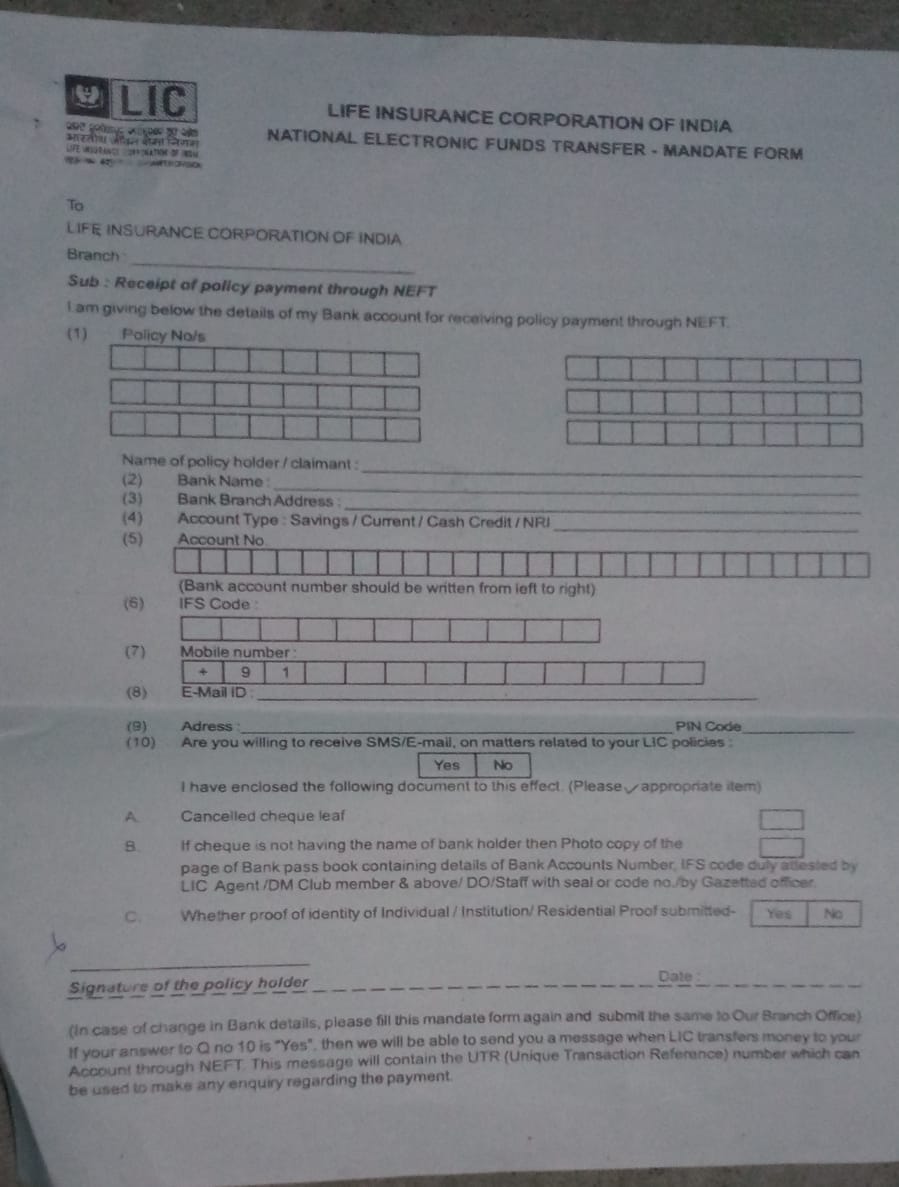 LIC
भारतीय जीवन बीमा निगम
LIFE INSURANCE CORPORATION OF INDIA
LIFE INSURANCE CORPORATION OF INDIA
NATIONAL ELECTRONIC FUNDS TRANSFER - MANDATE FORM
To
LIFE INSURANCE CORPORATION OF INDIA
Branch :
Sub : Receipt of policy payment through NEFT
I am giving below the details of my Bank account for receiving policy payment through NEFT.
(1) Policy No/s
Name of policy holder / claimant :
(2) Bank Name :
(3) Bank Branch Address :
(4) Account Type : Savings / Current / Cash Credit / NRI
(5) Account No
(Bank account number should be written from left to right)
(6) IFS Code :
(7) Mobile number :
+ 9 1
(8) E-Mail ID :
(9) Adress : PIN Code
(10) Are you willing to receive SMS/E-mail, on matters related to your LIC policies :
Yes No
I have enclosed the following document to this effect. (Please ✓ appropriate item)
A. Cancelled cheque leaf
B. If cheque is not having the name of bank holder then Photo copy of the
page of Bank pass book containing details of Bank Accounts Number, IFS code duly attested by
LIC Agent /DM Club member & above/ DO/Staff with seal or code no./by Gazetted officer.
C. Whether proof of identity of Individual / Institution/ Residential Proof submitted- Yes No
Signature of the policy holder Date :
(In case of change in Bank details, please fill this mandate form again and submit the same to Our Branch Office)
If your answer to Q no 10 is "Yes", then we will be able to send you a message when LIC transfers money to your
Account through NEFT. This message will contain the UTR (Unique Transaction Reference) number which can
be used to make any enquiry regarding the payment.